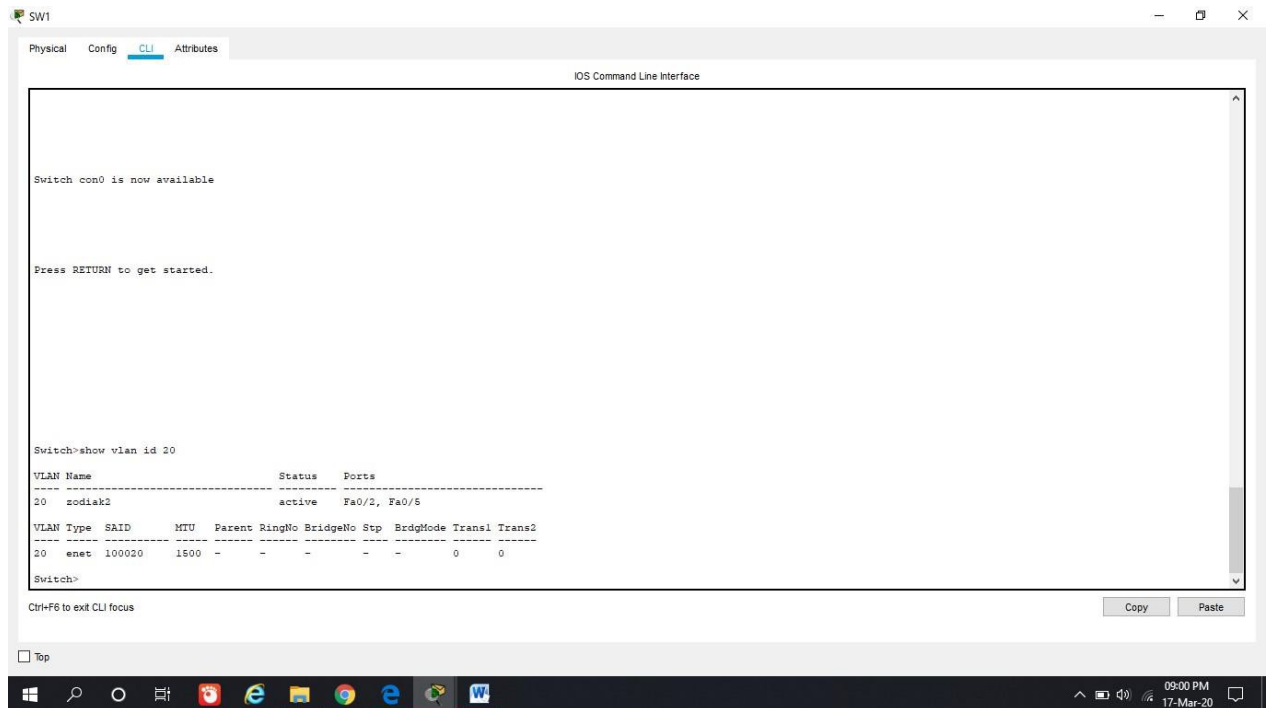 SW1
Physical Config CLI Attributes
IOS Command Line Interface
Switch con0 is now available
Press RETURN to get started.
Switch>show vlan id 20
VLAN Name Status Ports
---- -------------------------------- --------- -------------------------------
20 zodiak2 active Fa0/2, Fa0/5
VLAN Type SAID MTU Parent RingNo BridgeNo Stp BrdgMode Trans1 Trans2
---- ----- ---------- ----- ------ ------ -------- ---- -------- ------ ------
20 enet 100020 1500 - - - - - 0 0
Switch>
Ctrl+F6 to exit CLI focus
Copy Paste
Top
09:00 PM
17-Mar-20